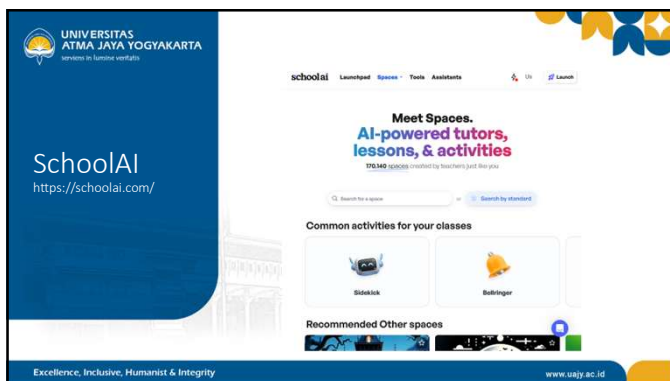 UNIVERSITAS
ATMA JAYA YOGYAKARTA
serviens in lumine veritatis
SchoolAI
https://schoolai.com/
schoolai Launchpad Spaces Tools Assistants Us Launch
Meet Spaces.
AI-powered tutors,
lessons, & activities
170.140 spaces created by teachers just like you
Search for a space or Search by standard
Common activities for your classes
Sidekick Bellringer
Recommended Other spaces
Excellence, Inclusive, Humanist & Integrity www.uajy.ac.id